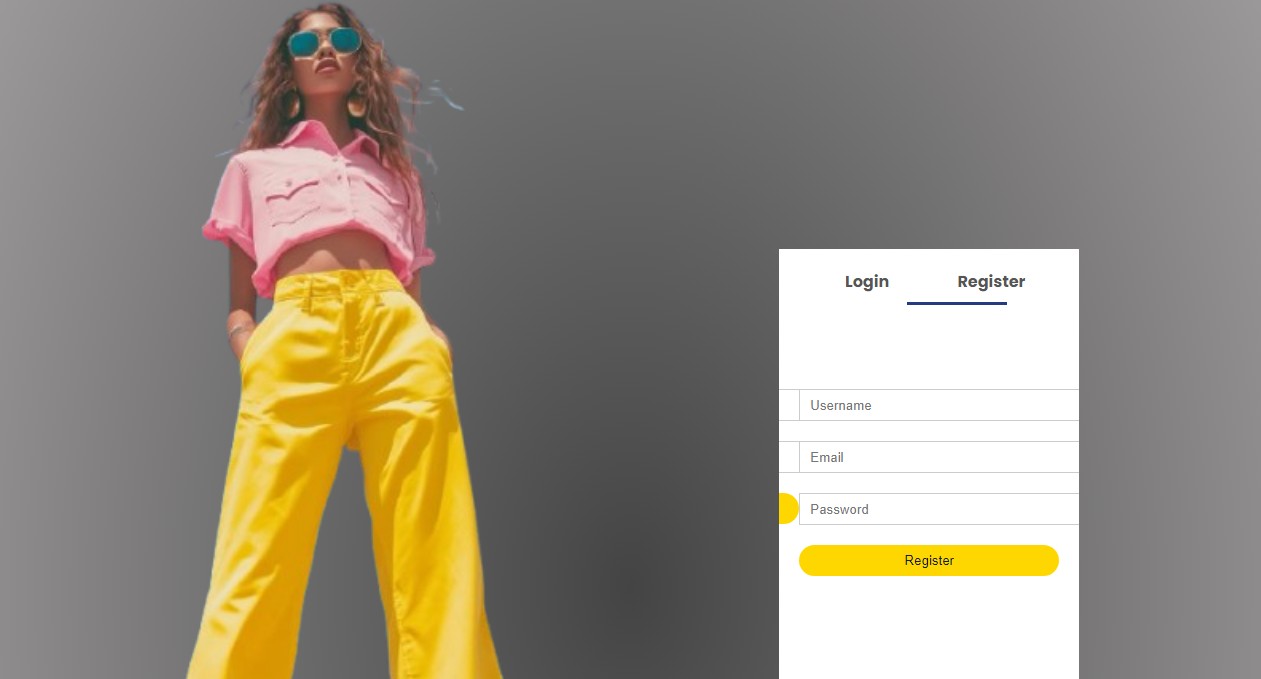 Login Register
Username
Email
Password
Register